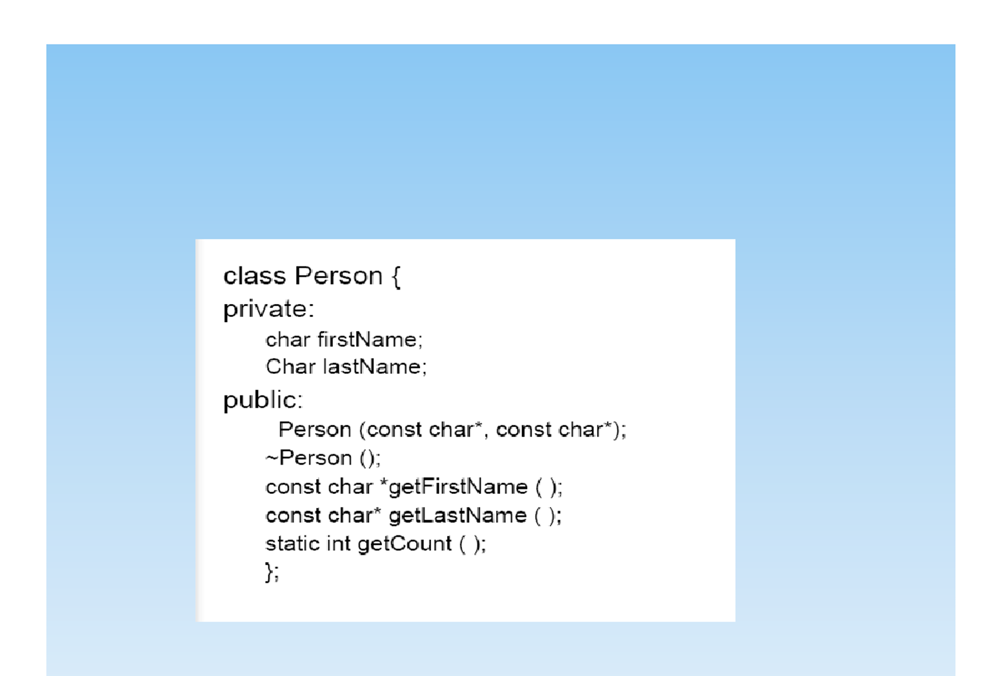 class Person {
private:
char firstName;
Char lastName;
public:
Person (const char*, const char*);
~Person ();
const char *getFirstName ( );
const char* getLastName ( );
static int getCount ( );
};